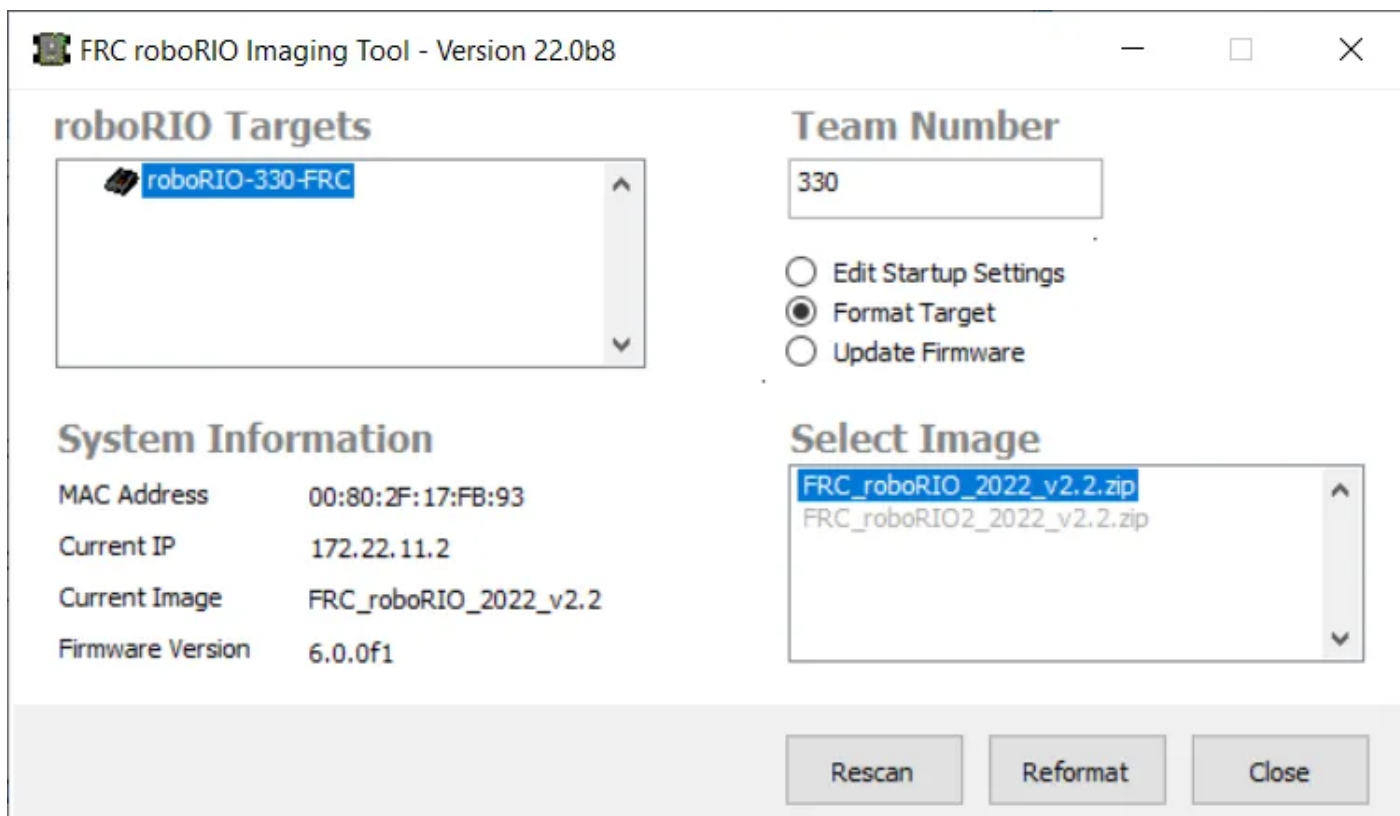 FRC roboRIO Imaging Tool - Version 22.0b8
roboRIO Targets
roboRIO-330-FRC
Team Number
330
Edit Startup Settings
Format Target
Update Firmware
System Information
MAC Address 00:80:2F:17:FB:93
Current IP 172.22.11.2
Current Image FRC_roboRIO_2022_v2.2
Firmware Version 6.0.0f1
Select Image
FRC_roboRIO_2022_v2.2.zip
FRC_roboRIO2_2022_v2.2.zip
Rescan Reformat Close